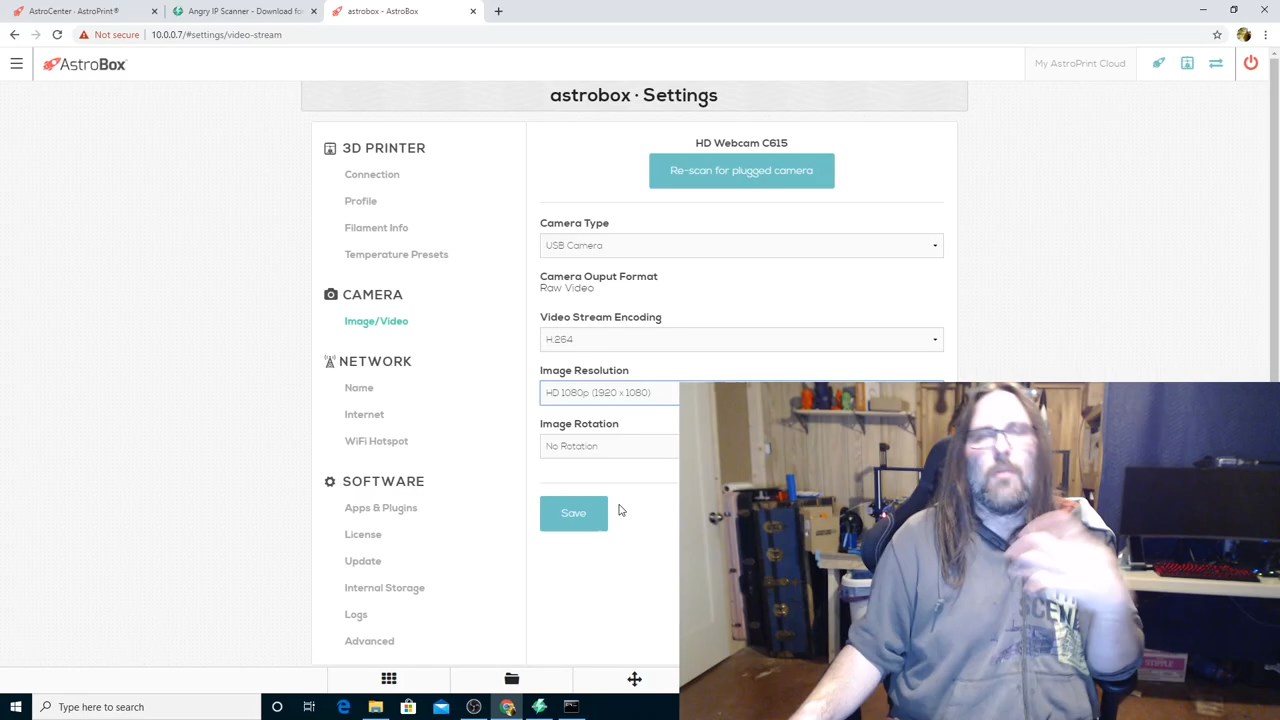 AstroCenter · AstroPrint®
Angry IP Scanner - Download for
astrobox - AstroBox
Not secure
10.0.0.7/#settings/video-stream
AstroBox
My AstroPrint Cloud
astrobox · Settings
3D PRINTER
Connection
Profile
Filament Info
Temperature Presets
CAMERA
Image/Video
NETWORK
Name
Internet
WiFi Hotspot
SOFTWARE
Apps & Plugins
License
Update
Internal Storage
Logs
Advanced
HD Webcam C615
Re-scan for plugged camera
Camera Type
USB Camera
Camera Ouput Format
Raw Video
Video Stream Encoding
H.264
Image Resolution
HD 1080p (1920 x 1080)
Image Rotation
No Rotation
Save
Type here to search